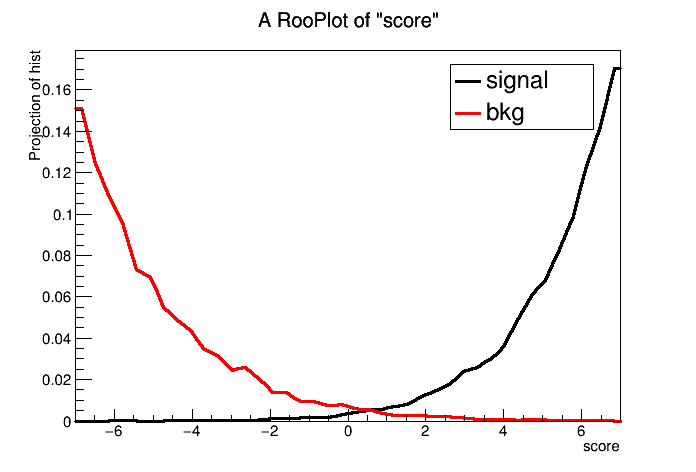 A RooPlot of "score"
Projection of hist
signal
bkg
0.16
0.14
0.12
0.1
0.08
0.06
0.04
0.02
0
−6 −4 −2 0 2 4 6
score